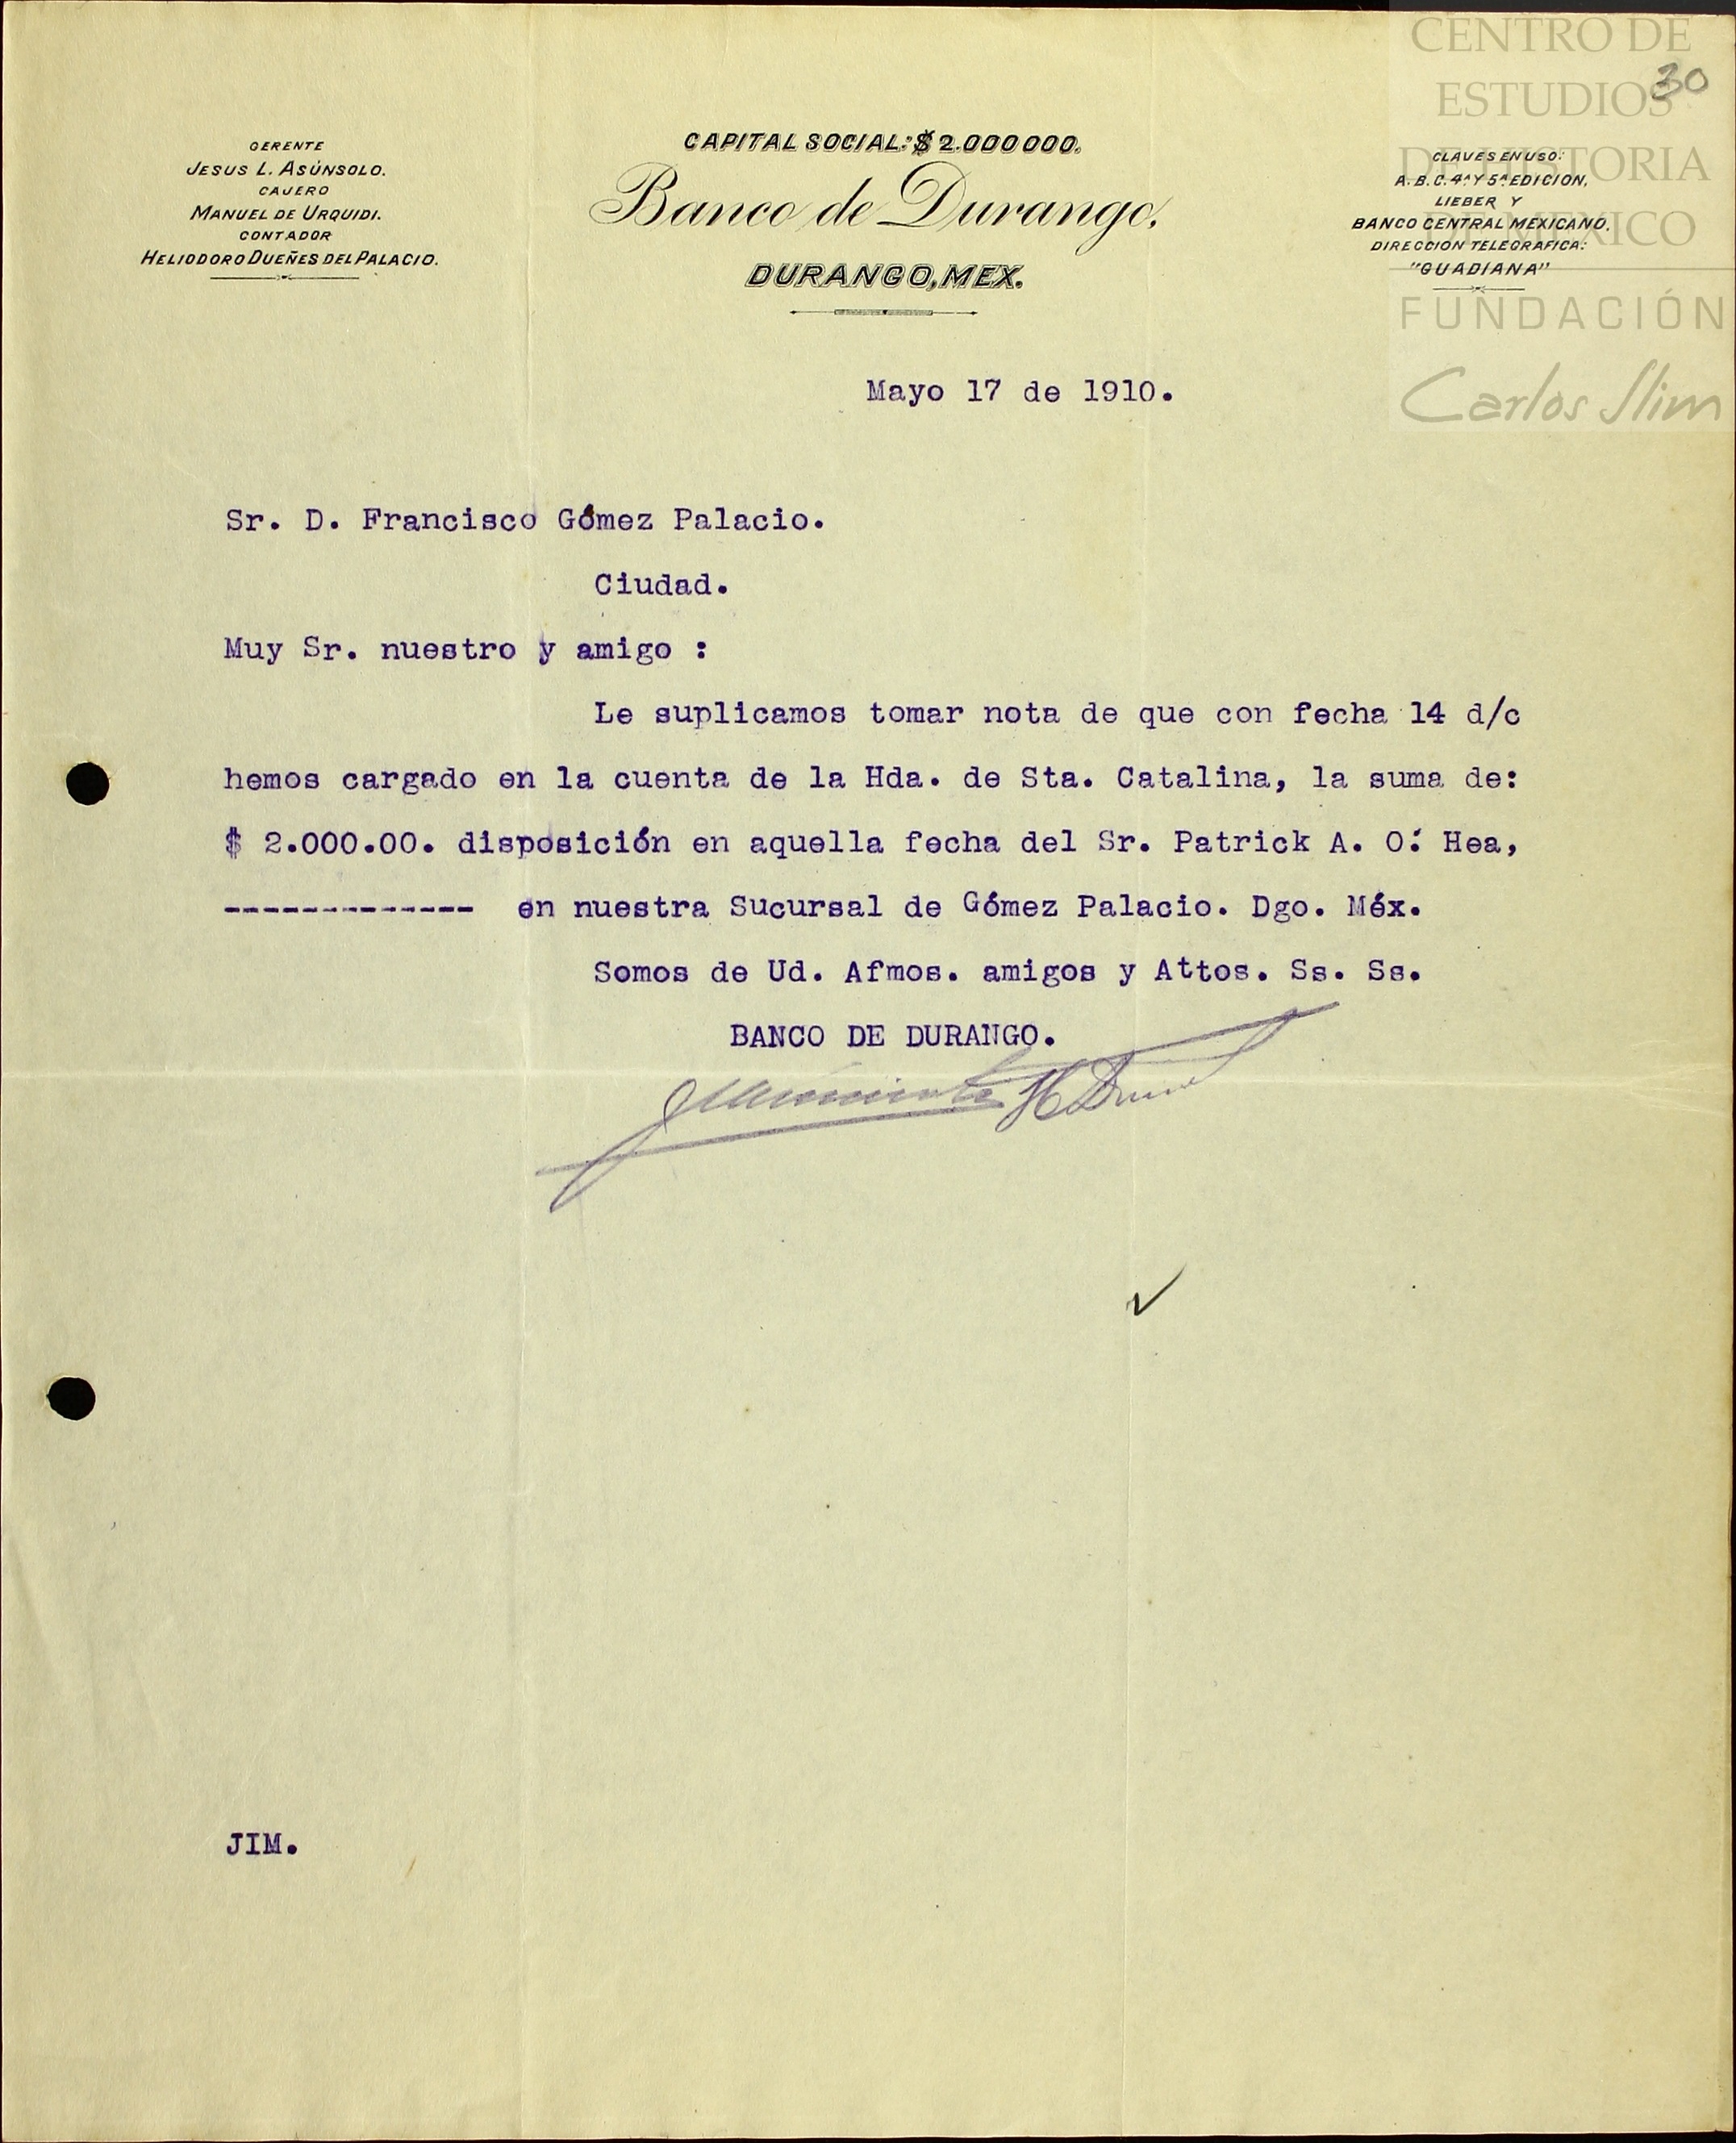 CENTRO DE
ESTUDIOS
DE HISTORIA
DE MÉXICO
FUNDACIÓN
Carlos Slim
30
GERENTE
JESUS L. ASÚNSOLO.
CAJERO
MANUEL DE URQUIDI.
CONTADOR
HELIODORO DUEÑES DEL PALACIO.
CAPITAL SOCIAL: $ 2.000000.
Banco de Durango,
DURANGO, MEX.
CLAVES EN USO:
A.B.C. 4ª Y 5ª EDICION,
LIEBER Y
BANCO CENTRAL MEXICANO.
DIRECCION TELEGRAFICA:
"GUADIANA"
Mayo 17 de 1910.
Sr. D. Francisco Gómez Palacio.
Ciudad.
Muy Sr. nuestro y amigo :
Le suplicamos tomar nota de que con fecha 14 d/c
hemos cargado en la cuenta de la Hda. de Sta. Catalina, la suma de:
$ 2.000.00. disposición en aquella fecha del Sr. Patrick A. O.́ Hea,
------------- en nuestra Sucursal de Gómez Palacio. Dgo. Méx.
Somos de Ud. Afmos. amigos y Attos. Ss. Ss.
BANCO DE DURANGO.
JIM.